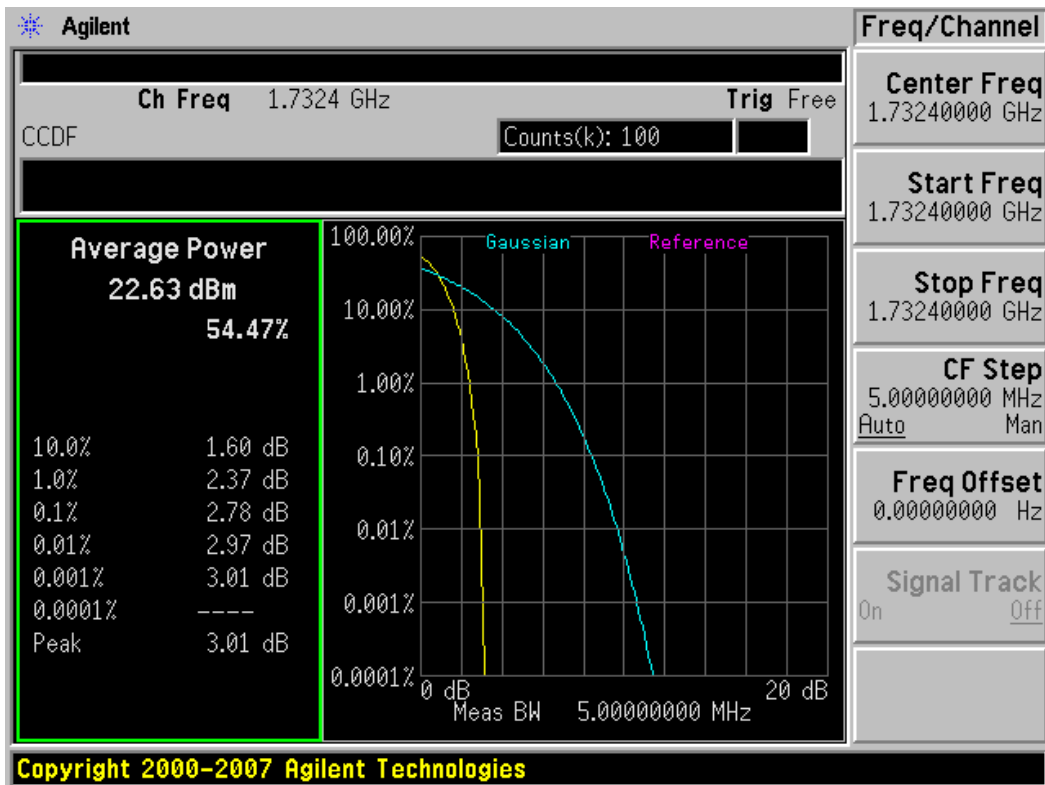 Agilent
Freq/Channel
Ch Freq 1.7324 GHz Trig Free
CCDF Counts(k): 100
Center Freq
1.73240000 GHz
Start Freq
1.73240000 GHz
Stop Freq
1.73240000 GHz
CF Step
5.00000000 MHz
Auto Man
Freq Offset
0.00000000 Hz
Signal Track
On Off
Average Power
22.63 dBm
54.47%
10.0% 1.60 dB
1.0% 2.37 dB
0.1% 2.78 dB
0.01% 2.97 dB
0.001% 3.01 dB
0.0001% ----
Peak 3.01 dB
Gaussian Reference
100.00%
10.00%
1.00%
0.10%
0.01%
0.001%
0.0001%
0 dB 20 dB
Meas BW 5.00000000 MHz
Copyright 2000-2007 Agilent Technologies